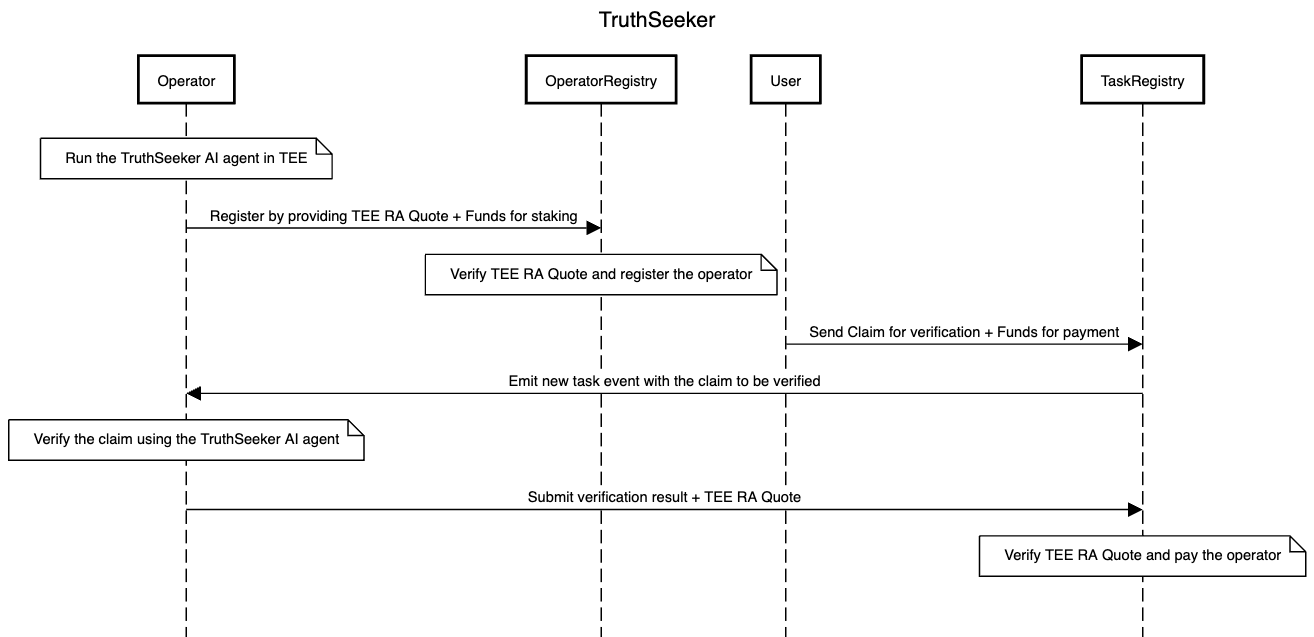 TruthSeeker
Operator
OperatorRegistry
User
TaskRegistry
Run the TruthSeeker AI agent in TEE
Register by providing TEE RA Quote + Funds for staking
Verify TEE RA Quote and register the operator
Send Claim for verification + Funds for payment
Emit new task event with the claim to be verified
Verify the claim using the TruthSeeker AI agent
Submit verification result + TEE RA Quote
Verify TEE RA Quote and pay the operator